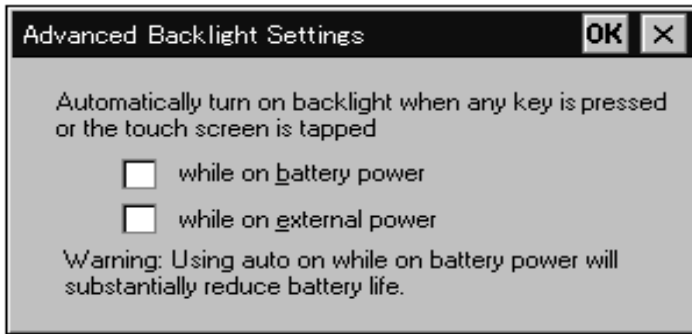 Advanced Backlight Settings OK ×
Automatically turn on backlight when any key is pressed
or the touch screen is tapped
while on battery power
while on external power
Warning: Using auto on while on battery power will
substantially reduce battery life.